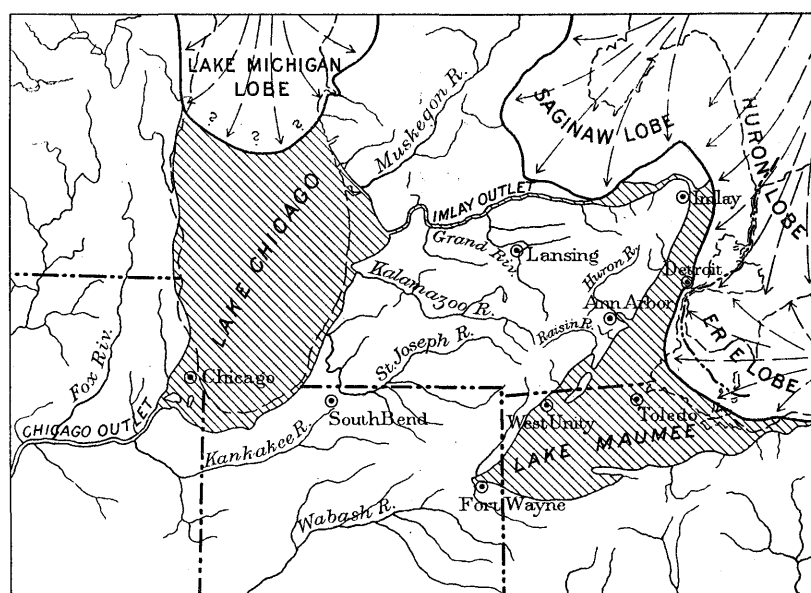 LAKE MICHIGAN
LOBE
? ? ? ? ?
Muskegon R.
SAGINAW LOBE
HURON LOBE
IMLAY OUTLET
Imlay
LAKE CHICAGO
Grand Riv.
Lansing
Huron R.
Detroit
Kalamazoo R.
Ann Arbor
Raisin R.
ERIE LOBE
Fox Riv.
St. Joseph R.
Chicago
CHICAGO OUTLET
South Bend
West Unity
Toledo
Kankakee R.
LAKE MAUMEE
Fort Wayne
Wabash R.